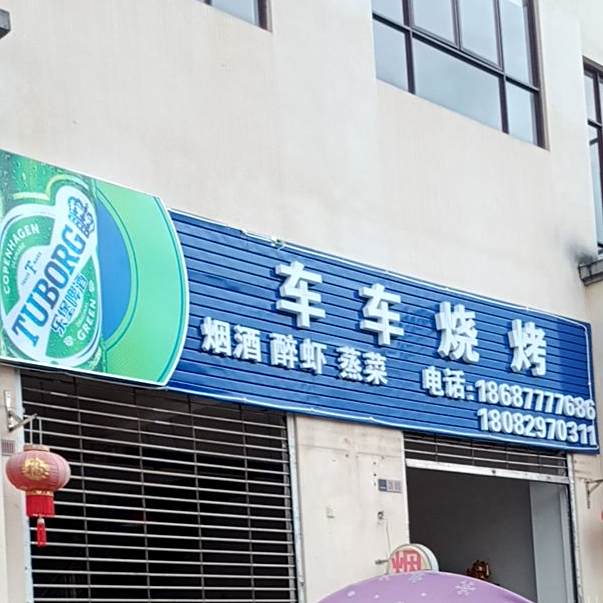 COPENHAGEN
TUBORG
乐堡啤酒
GREEN
车车烧烤
烟酒 醉虾 蒸菜
电话:18687777686
18082970311
烟